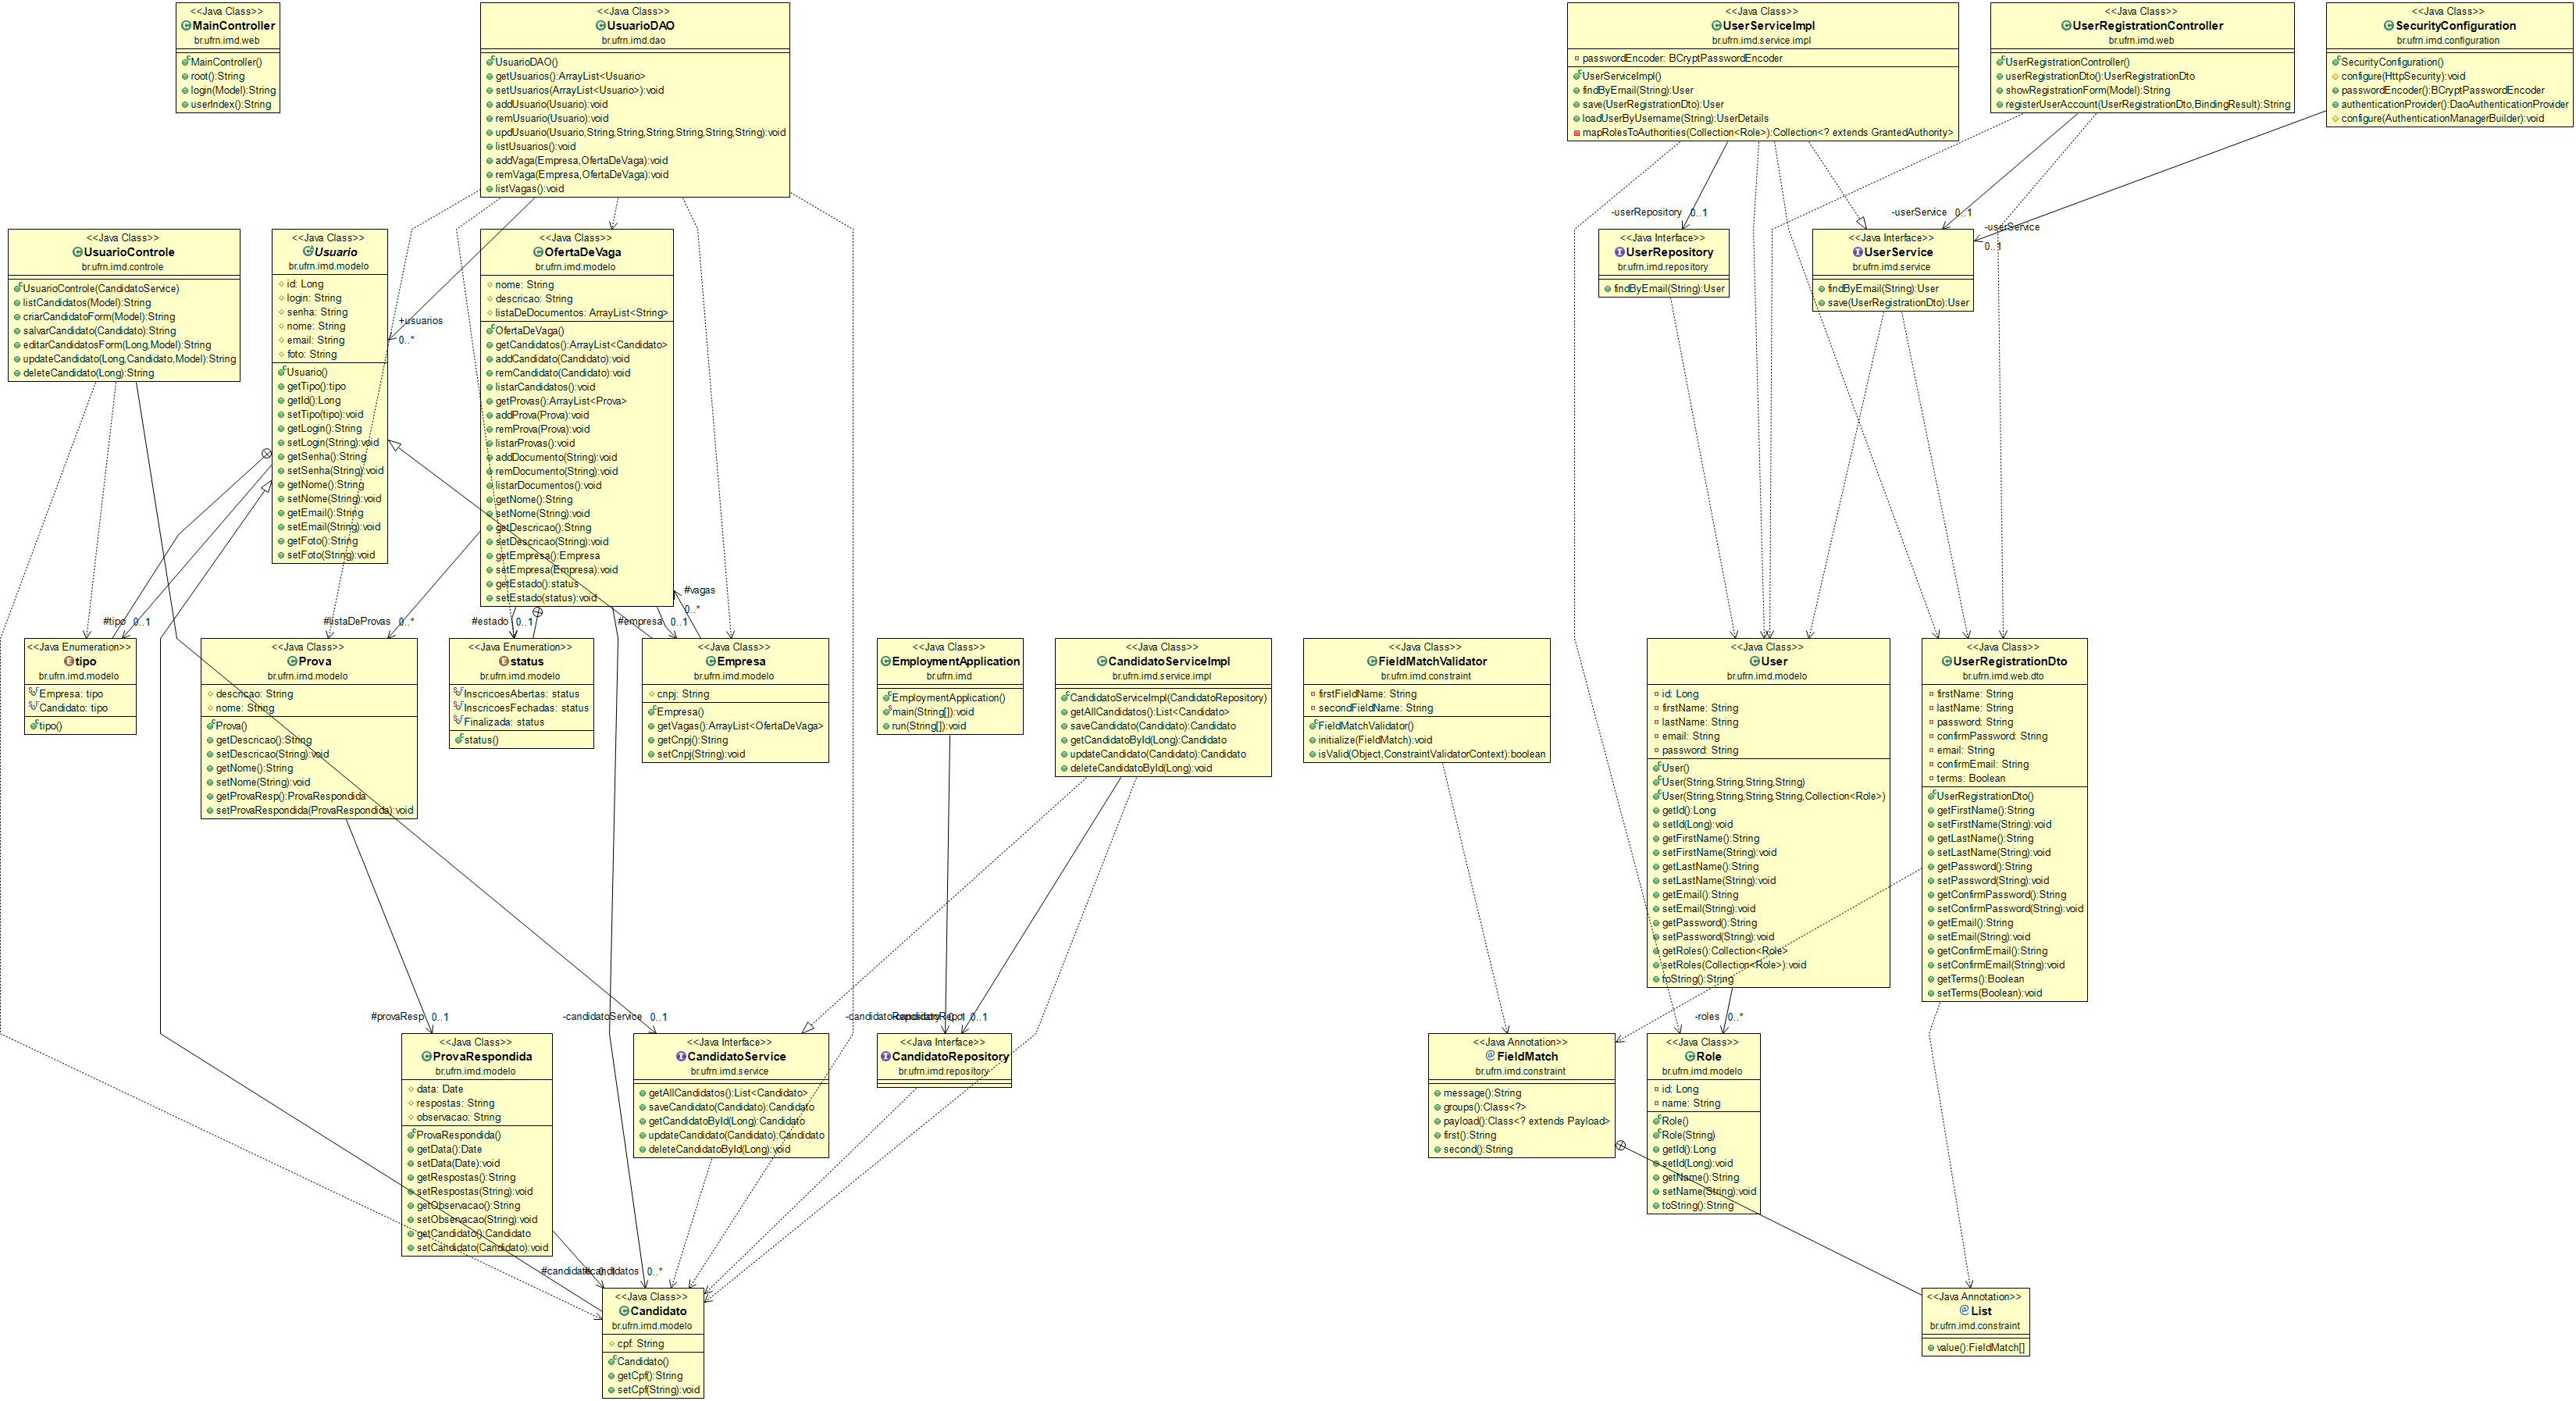 <<Java Class>>
MainController
br.ufrn.imd.web
MainController()
root():String
login(Model):String
userIndex():String
<<Java Class>>
UsuarioDAO
br.ufrn.imd.dao
UsuarioDAO()
getUsuarios():ArrayList<Usuario>
setUsuarios(ArrayList<Usuario>):void
addUsuario(Usuario):void
remUsuario(Usuario):void
updUsuario(Usuario,String,String,String,String,String,String):void
listUsuarios():void
addVaga(Empresa,OfertaDeVaga):void
remVaga(Empresa,OfertaDeVaga):void
listVagas():void
<<Java Class>>
UserServiceImpl
br.ufrn.imd.service.impl
passwordEncoder: BCryptPasswordEncoder
UserServiceImpl()
findByEmail(String):User
save(UserRegistrationDto):User
loadUserByUsername(String):UserDetails
mapRolesToAuthorities(Collection<Role>):Collection<? extends GrantedAuthority>
<<Java Class>>
UserRegistrationController
br.ufrn.imd.web
UserRegistrationController()
userRegistrationDto():UserRegistrationDto
showRegistrationForm(Model):String
registerUserAccount(UserRegistrationDto,BindingResult):String
<<Java Class>>
SecurityConfiguration
br.ufrn.imd.configuration
SecurityConfiguration()
configure(HttpSecurity):void
passwordEncoder():BCryptPasswordEncoder
authenticationProvider():DaoAuthenticationProvider
configure(AuthenticationManagerBuilder):void
-userRepository 0..1
-userService 0..1
-userService
0..1
<<Java Class>>
UsuarioControle
br.ufrn.imd.controle
UsuarioControle(CandidatoService)
listCandidatos(Model):String
criarCandidatoForm(Model):String
salvarCandidato(Candidato):String
editarCandidatosForm(Long,Model):String
updateCandidato(Long,Candidato,Model):String
deleteCandidato(Long):String
<<Java Class>>
Usuario
br.ufrn.imd.modelo
id: Long
login: String
senha: String
nome: String
email: String
foto: String
Usuario()
getTipo():tipo
getId():Long
setTipo(tipo):void
getLogin():String
setLogin(String):void
getSenha():String
setSenha(String):void
getNome():String
setNome(String):void
getEmail():String
setEmail(String):void
getFoto():String
setFoto(String):void
+usuarios
0..*
<<Java Class>>
OfertaDeVaga
br.ufrn.imd.modelo
nome: String
descricao: String
listaDeDocumentos: ArrayList<String>
OfertaDeVaga()
getCandidatos():ArrayList<Candidato>
addCandidato(Candidato):void
remCandidato(Candidato):void
listarCandidatos():void
getProvas():ArrayList<Prova>
addProva(Prova):void
remProva(Prova):void
listarProvas():void
addDocumento(String):void
remDocumento(String):void
listarDocumentos():void
getNome():String
setNome(String):void
getDescricao():String
setDescricao(String):void
getEmpresa():Empresa
setEmpresa(Empresa):void
getEstado():status
setEstado(status):void
#vagas
0..*
<<Java Interface>>
UserRepository
br.ufrn.imd.repository
findByEmail(String):User
<<Java Interface>>
UserService
br.ufrn.imd.service
findByEmail(String):User
save(UserRegistrationDto):User
#tipo 0..1
#listaDeProvas 0..*
#estado 0..1
#empresa 0..1
<<Java Enumeration>>
tipo
br.ufrn.imd.modelo
Empresa: tipo
Candidato: tipo
tipo()
<<Java Class>>
Prova
br.ufrn.imd.modelo
descricao: String
nome: String
Prova()
getDescricao():String
setDescricao(String):void
getNome():String
setNome(String):void
getProvaResp():ProvaRespondida
setProvaRespondida(ProvaRespondida):void
<<Java Enumeration>>
status
br.ufrn.imd.modelo
InscricoesAbertas: status
InscricoesFechadas: status
Finalizada: status
status()
<<Java Class>>
Empresa
br.ufrn.imd.modelo
cnpj: String
Empresa()
getVagas():ArrayList<OfertaDeVaga>
getCnpj():String
setCnpj(String):void
<<Java Class>>
EmploymentApplication
br.ufrn.imd
EmploymentApplication()
main(String[]):void
run(String[]):void
<<Java Class>>
CandidatoServiceImpl
br.ufrn.imd.service.impl
CandidatoServiceImpl(CandidatoRepository)
getAllCandidatos():List<Candidato>
saveCandidato(Candidato):Candidato
getCandidatoById(Long):Candidato
updateCandidato(Candidato):Candidato
deleteCandidatoById(Long):void
<<Java Class>>
FieldMatchValidator
br.ufrn.imd.constraint
firstFieldName: String
secondFieldName: String
FieldMatchValidator()
initialize(FieldMatch):void
isValid(Object,ConstraintValidatorContext):boolean
<<Java Class>>
User
br.ufrn.imd.modelo
id: Long
firstName: String
lastName: String
email: String
password: String
User()
User(String,String,String,String)
User(String,String,String,String,Collection<Role>)
getId():Long
setId(Long):void
getFirstName():String
setFirstName(String):void
getLastName():String
setLastName(String):void
getEmail():String
setEmail(String):void
getPassword():String
setPassword(String):void
getRoles():Collection<Role>
setRoles(Collection<Role>):void
toString():String
<<Java Class>>
UserRegistrationDto
br.ufrn.imd.web.dto
firstName: String
lastName: String
password: String
confirmPassword: String
email: String
confirmEmail: String
terms: Boolean
UserRegistrationDto()
getFirstName():String
setFirstName(String):void
getLastName():String
setLastName(String):void
getPassword():String
setPassword(String):void
getConfirmPassword():String
setConfirmPassword(String):void
getEmail():String
setEmail(String):void
getConfirmEmail():String
setConfirmEmail(String):void
getTerms():Boolean
setTerms(Boolean):void
#provaResp 0..1
-candidatoService 0..1
0..1
-roles 0..*
<<Java Class>>
ProvaRespondida
br.ufrn.imd.modelo
data: Date
respostas: String
observacao: String
ProvaRespondida()
getData():Date
setData(Date):void
getRespostas():String
setRespostas(String):void
getObservacao():String
setObservacao(String):void
getCandidato():Candidato
setCandidato(Candidato):void
<<Java Interface>>
CandidatoService
br.ufrn.imd.service
getAllCandidatos():List<Candidato>
saveCandidato(Candidato):Candidato
getCandidatoById(Long):Candidato
updateCandidato(Candidato):Candidato
deleteCandidatoById(Long):void
<<Java Interface>>
CandidatoRepository
br.ufrn.imd.repository
<<Java Annotation>>
FieldMatch
br.ufrn.imd.constraint
message():String
groups():Class<?>
payload():Class<? extends Payload>
first():String
second():String
<<Java Class>>
Role
br.ufrn.imd.modelo
id: Long
name: String
Role()
Role(String)
getId():Long
setId(Long):void
getName():String
setName(String):void
toString():String
0..*
<<Java Class>>
Candidato
br.ufrn.imd.modelo
cpf: String
Candidato()
getCpf():String
setCpf(String):void
<<Java Annotation>>
List
br.ufrn.imd.constraint
value():FieldMatch[]